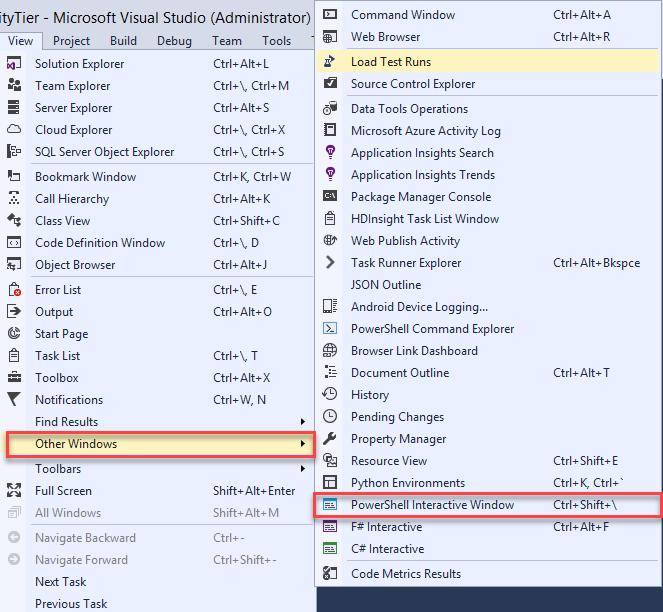 ityTier - Microsoft Visual Studio (Administrator)
View Project Build Debug Team Tools
Solution Explorer Ctrl+Alt+L
Team Explorer Ctrl+\, Ctrl+M
Server Explorer Ctrl+Alt+S
Cloud Explorer Ctrl+\, Ctrl+X
SQL Server Object Explorer Ctrl+\, Ctrl+S
Bookmark Window Ctrl+K, Ctrl+W
Call Hierarchy Ctrl+Alt+K
Class View Ctrl+Shift+C
Code Definition Window Ctrl+\, D
Object Browser Ctrl+Alt+J
Error List Ctrl+\, E
Output Ctrl+Alt+O
Start Page
Task List Ctrl+\, T
Toolbox Ctrl+Alt+X
Notifications Ctrl+W, N
Find Results
Other Windows
Toolbars
Full Screen Shift+Alt+Enter
All Windows Shift+Alt+M
Navigate Backward Ctrl+-
Navigate Forward Ctrl+Shift+-
Next Task
Previous Task
Command Window Ctrl+Alt+A
Web Browser Ctrl+Alt+R
Load Test Runs
Source Control Explorer
Data Tools Operations
Microsoft Azure Activity Log
Application Insights Search
Application Insights Trends
C:\ Package Manager Console
HDInsight Task List Window
Web Publish Activity
Task Runner Explorer Ctrl+Alt+Bkspce
JSON Outline
Android Device Logging...
PowerShell Command Explorer
Browser Link Dashboard
Document Outline Ctrl+Alt+T
History
Pending Changes
Property Manager
Resource View Ctrl+Shift+E
Python Environments Ctrl+K, Ctrl+`
PowerShell Interactive Window Ctrl+Shift+\
F# Interactive Ctrl+Alt+F
C# Interactive
Code Metrics Results